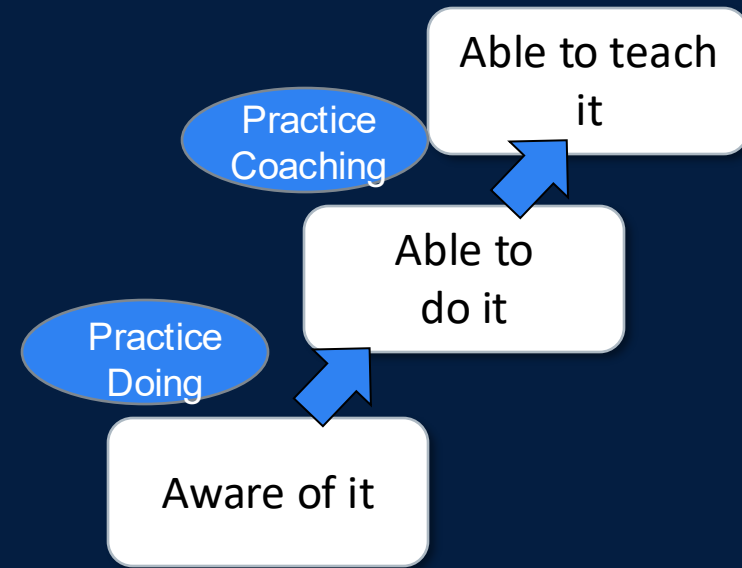 Able to teach
it
Practice
Coaching
Able to
do it
Practice
Doing
Aware of it